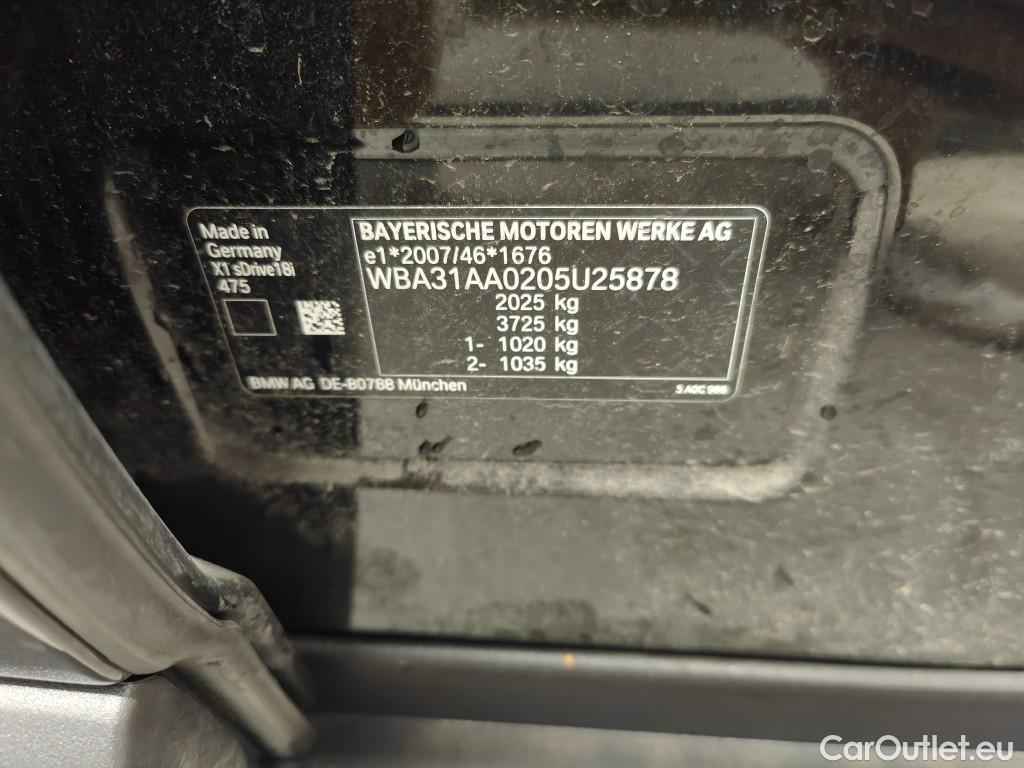 Made in
Germany
X1 sDrive18i
475
BAYERISCHE MOTOREN WERKE AG
e1*2007/46*1676
WBA31AA0205U25878
2025 kg
3725 kg
1- 1020 kg
2- 1035 kg
BMW AG DE-80788 München
CarOutlet.eu